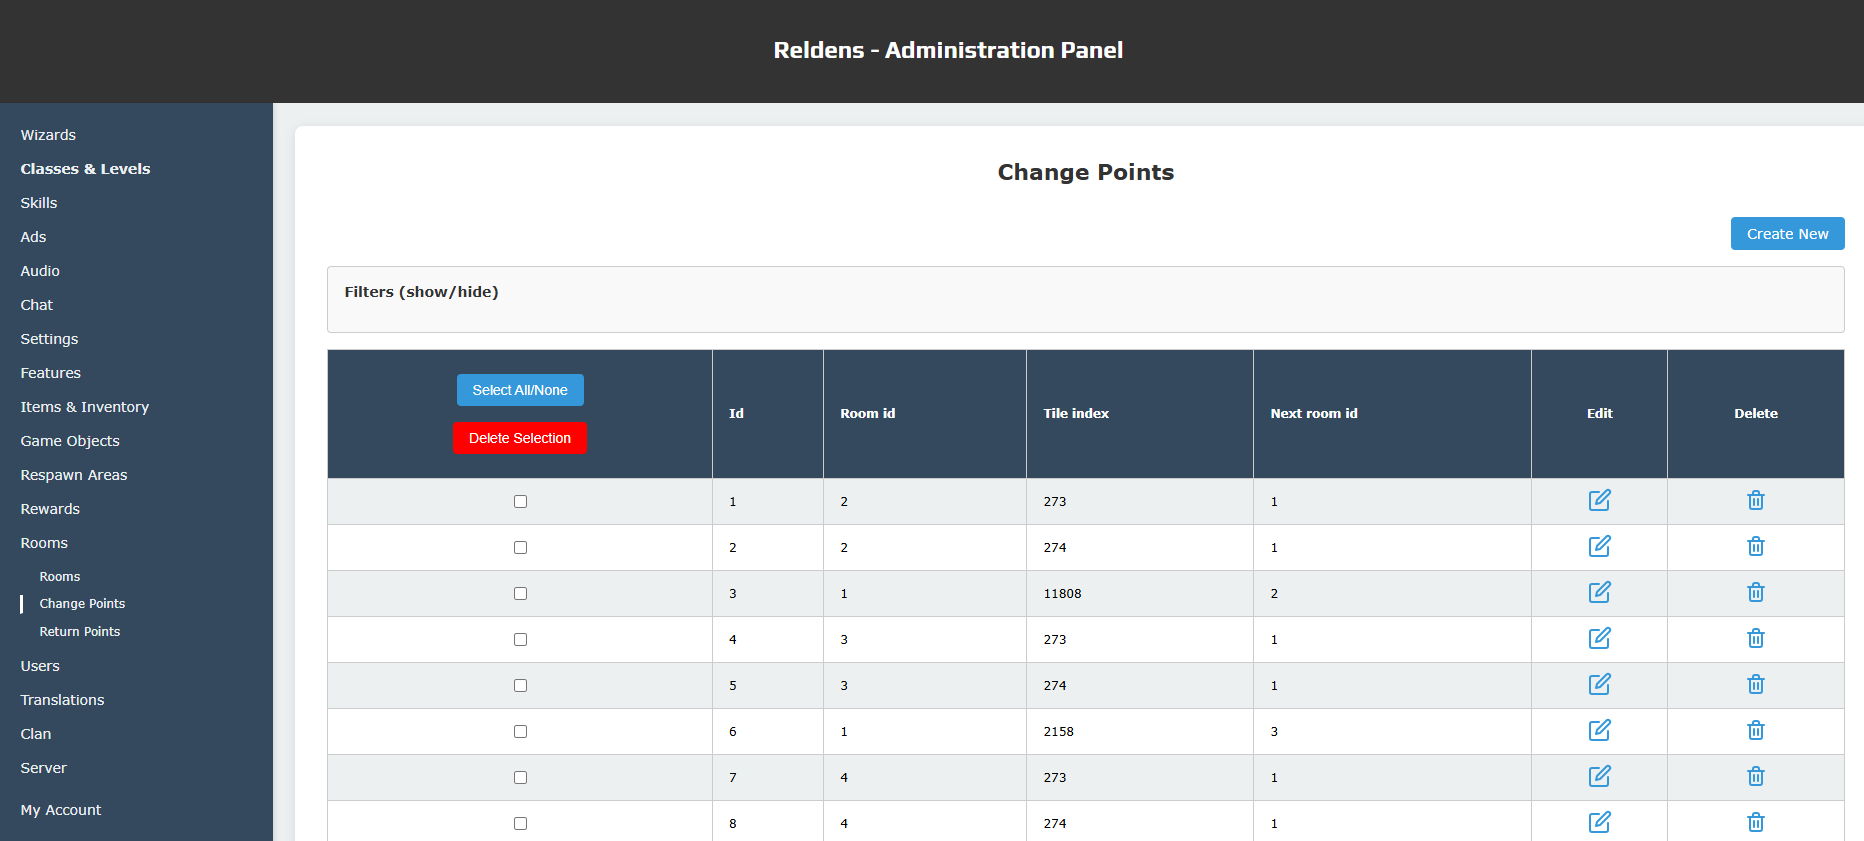 Reldens - Administration Panel
Wizards
Classes & Levels
Skills
Ads
Audio
Chat
Settings
Features
Items & Inventory
Game Objects
Respawn Areas
Rewards
Rooms
Rooms
Change Points
Return Points
Users
Translations
Clan
Server
My Account
Change Points
Create New
Filters (show/hide)
Select All/None
Delete Selection
Id Room id Tile index Next room id Edit Delete
1 2 273 1
2 2 274 1
3 1 11808 2
4 3 273 1
5 3 274 1
6 1 2158 3
7 4 273 1
8 4 274 1